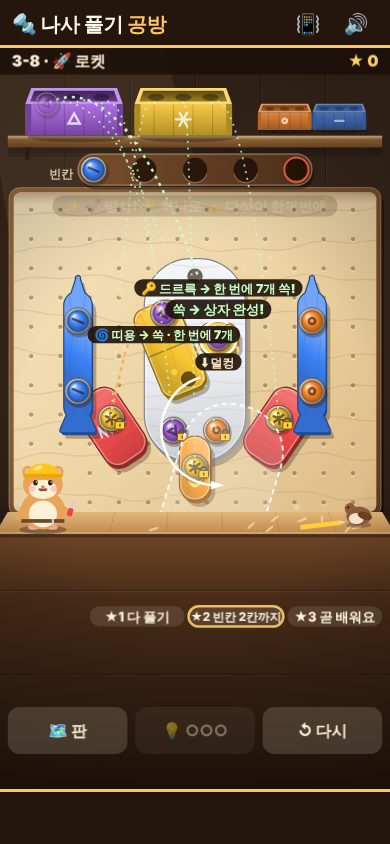 🔩 나사 풀기 공방
3-8 · 🚀 로켓
★ 0
빈칸
🔑 드르륵 → 한 번에 7개 쏙!
쏙 → 상자 완성!
🌀 띠용 → 쏙 · 한 번에 7개
⬇덜컹
★1 다 풀기
★2 빈칸 2칸까지
★3 곧 배워요
🗺️ 판
💡 ○○○
↺ 다시